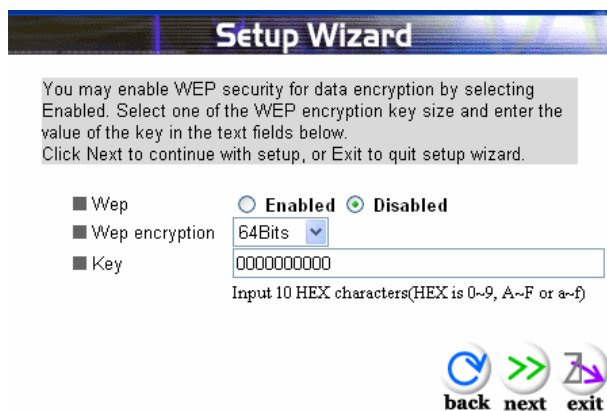 Setup Wizard
You may enable WEP security for data encryption by selecting
Enabled. Select one of the WEP encryption key size and enter the
value of the key in the text fields below.
Click Next to continue with setup, or Exit to quit setup wizard.
Wep Enabled Disabled
Wep encryption 64Bits
Key 0000000000
Input 10 HEX characters(HEX is 0~9, A~F or a~f)
back next exit